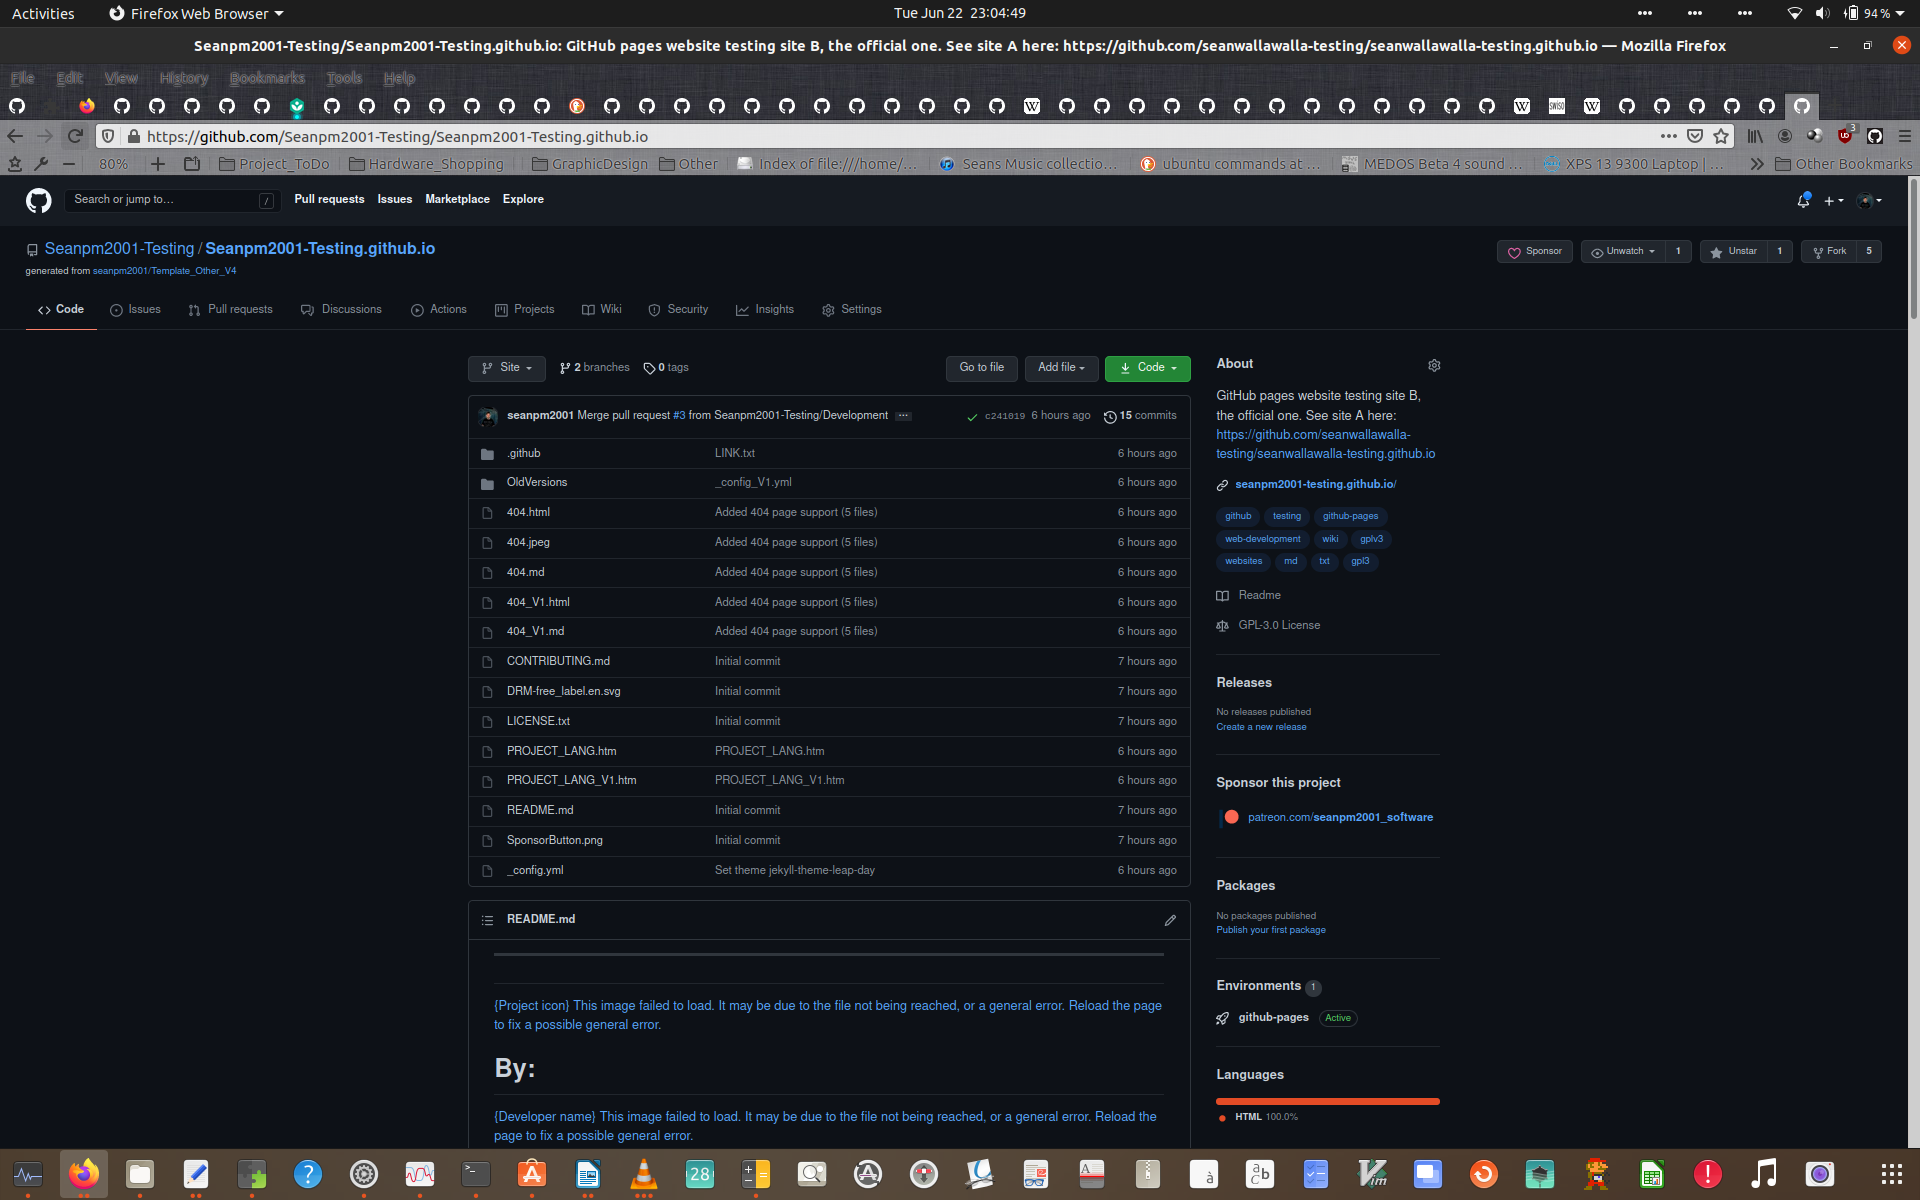 Activities
Firefox Web Browser
Tue Jun 22 23:04:49
94 %
Seanpm2001-Testing/Seanpm2001-Testing.github.io: GitHub pages website testing site B, the official one. See site A here: https://github.com/seanwallawalla-testing/seanwallawalla-testing.github.io — Mozilla Firefox
File Edit View History Bookmarks Tools Help
https://github.com/Seanpm2001-Testing/Seanpm2001-Testing.github.io
3
80%
Project_ToDo
Hardware_Shopping
GraphicDesign
Other
Index of file:///home/...
Seans Music collectio...
ubuntu commands at ...
MEDOS Beta 4 sound ...
XPS 13 9300 Laptop | ...
Other Bookmarks
Search or jump to...
/
Pull requests Issues Marketplace Explore
Seanpm2001-Testing / Seanpm2001-Testing.github.io
generated from seanpm2001/Template_Other_V4
Sponsor
Unwatch 1
Unstar 1
Fork 5
Code
Issues
Pull requests
Discussions
Actions
Projects
Wiki
Security
Insights
Settings
Site
2 branches
0 tags
Go to file
Add file
Code
seanpm2001 Merge pull request #3 from Seanpm2001-Testing/Development ...
c241019 6 hours ago
15 commits
.github LINK.txt 6 hours ago
OldVersions _config_V1.yml 6 hours ago
404.html Added 404 page support (5 files) 6 hours ago
404.jpeg Added 404 page support (5 files) 6 hours ago
404.md Added 404 page support (5 files) 6 hours ago
404_V1.html Added 404 page support (5 files) 6 hours ago
404_V1.md Added 404 page support (5 files) 6 hours ago
CONTRIBUTING.md Initial commit 7 hours ago
DRM-free_label.en.svg Initial commit 7 hours ago
LICENSE.txt Initial commit 7 hours ago
PROJECT_LANG.htm PROJECT_LANG.htm 6 hours ago
PROJECT_LANG_V1.htm PROJECT_LANG_V1.htm 6 hours ago
README.md Initial commit 7 hours ago
SponsorButton.png Initial commit 7 hours ago
_config.yml Set theme jekyll-theme-leap-day 6 hours ago
README.md
{Project icon} This image failed to load. It may be due to the file not being reached, or a general error. Reload the page
to fix a possible general error.
By:
{Developer name} This image failed to load. It may be due to the file not being reached, or a general error. Reload the
page to fix a possible general error.
About
GitHub pages website testing site B,
the official one. See site A here:
https://github.com/seanwallawalla-
testing/seanwallawalla-testing.github.io
seanpm2001-testing.github.io/
github testing github-pages
web-development wiki gplv3
websites md txt gpl3
Readme
GPL-3.0 License
Releases
No releases published
Create a new release
Sponsor this project
patreon.com/seanpm2001_software
Packages
No packages published
Publish your first package
Environments 1
github-pages Active
Languages
HTML 100.0%
28